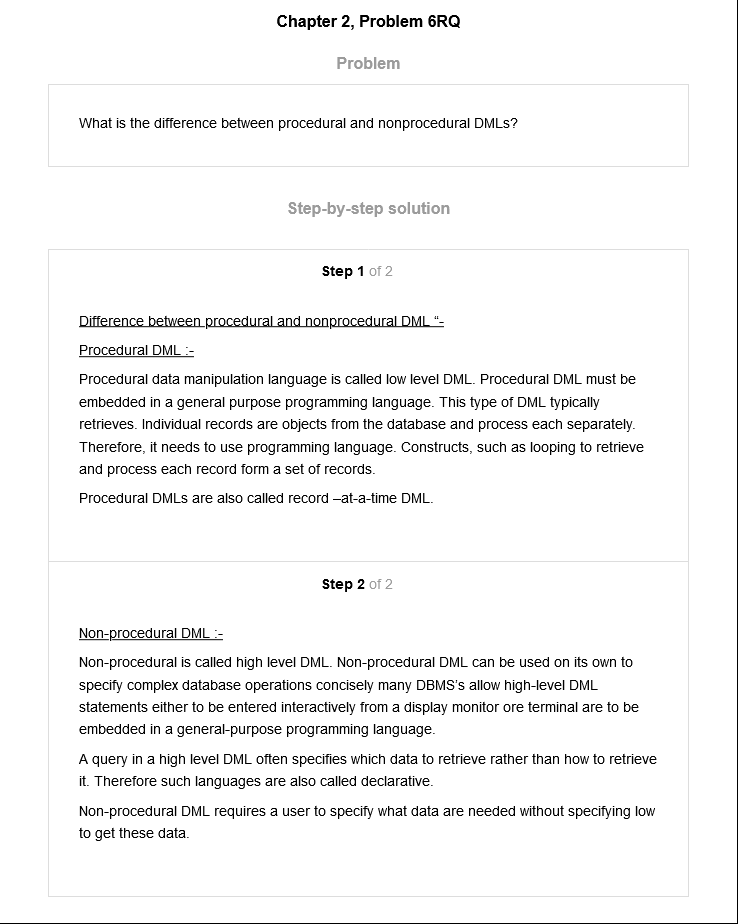 Chapter 2, Problem 6RQ
Problem
What is the difference between procedural and nonprocedural DMLs?
Step-by-step solution
Step 1 of 2
Difference between procedural and nonprocedural DML “-
Procedural DML :-
Procedural data manipulation language is called low level DML. Procedural DML must be
embedded in a general purpose programming language. This type of DML typically
retrieves. Individual records are objects from the database and process each separately.
Therefore, it needs to use programming language. Constructs, such as looping to retrieve
and process each record form a set of records.
Procedural DMLs are also called record –at-a-time DML.
Step 2 of 2
Non-procedural DML :-
Non-procedural is called high level DML. Non-procedural DML can be used on its own to
specify complex database operations concisely many DBMS's allow high-level DML
statements either to be entered interactively from a display monitor ore terminal are to be
embedded in a general-purpose programming language.
A query in a high level DML often specifies which data to retrieve rather than how to retrieve
it. Therefore such languages are also called declarative.
Non-procedural DML requires a user to specify what data are needed without specifying low
to get these data.